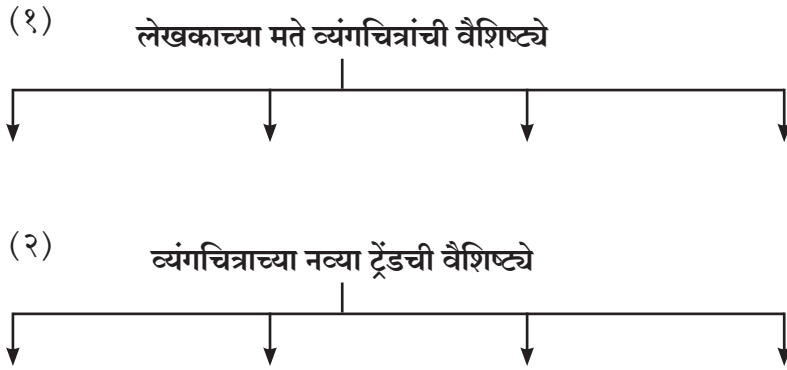 (१)
लेखकाच्या मते व्यंगचित्रांची वैशिष्ट्ये
(२)
व्यंगचित्राच्या नव्या ट्रेंडची वैशिष्ट्ये